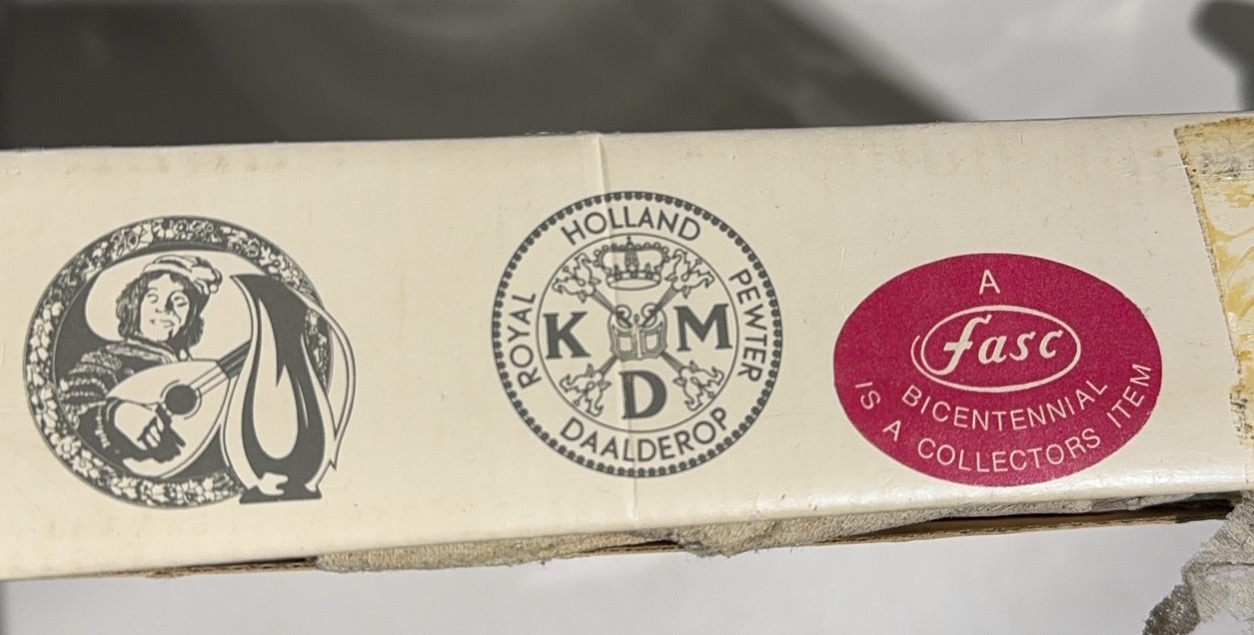 HOLLAND
ROYAL
PEWTER
K M
D
DAALDEROP
A
fasc
BICENTENNIAL
IS A COLLECTORS ITEM